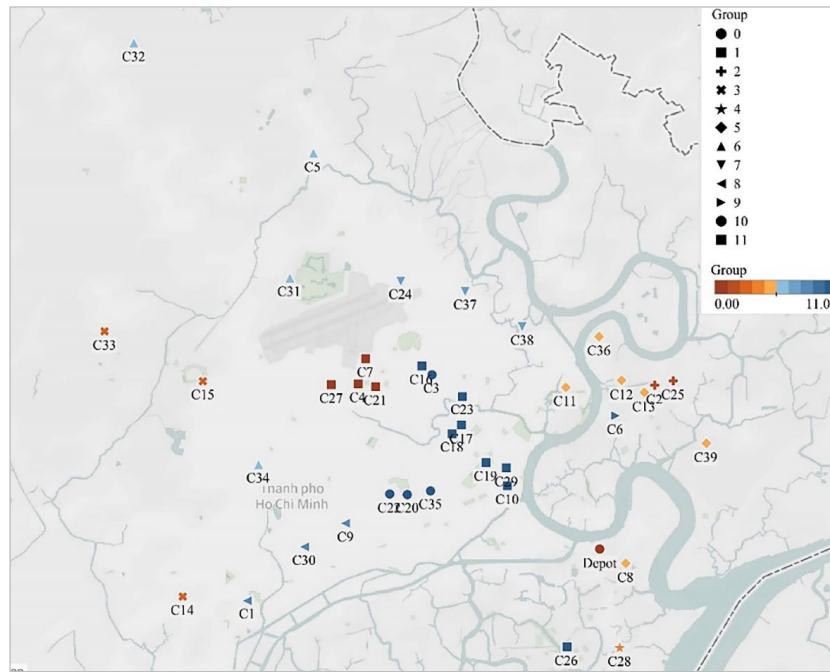 Group
0
1
2
3
4
5
6
7
8
9
10
11
Group
0.00 11.0
C32
C5
C31
C24
C37
C33
C38
C36
C7
C16
C3
C15
C27
C4
C21
C11
C12
C13
C2
C25
C23
C6
C17
C18
C39
C34
C19
C29
Thanh pho
Ho Chi Minh
C10
C22
C20
C35
C9
C30
Depot
C8
C14
C1
C26
C28